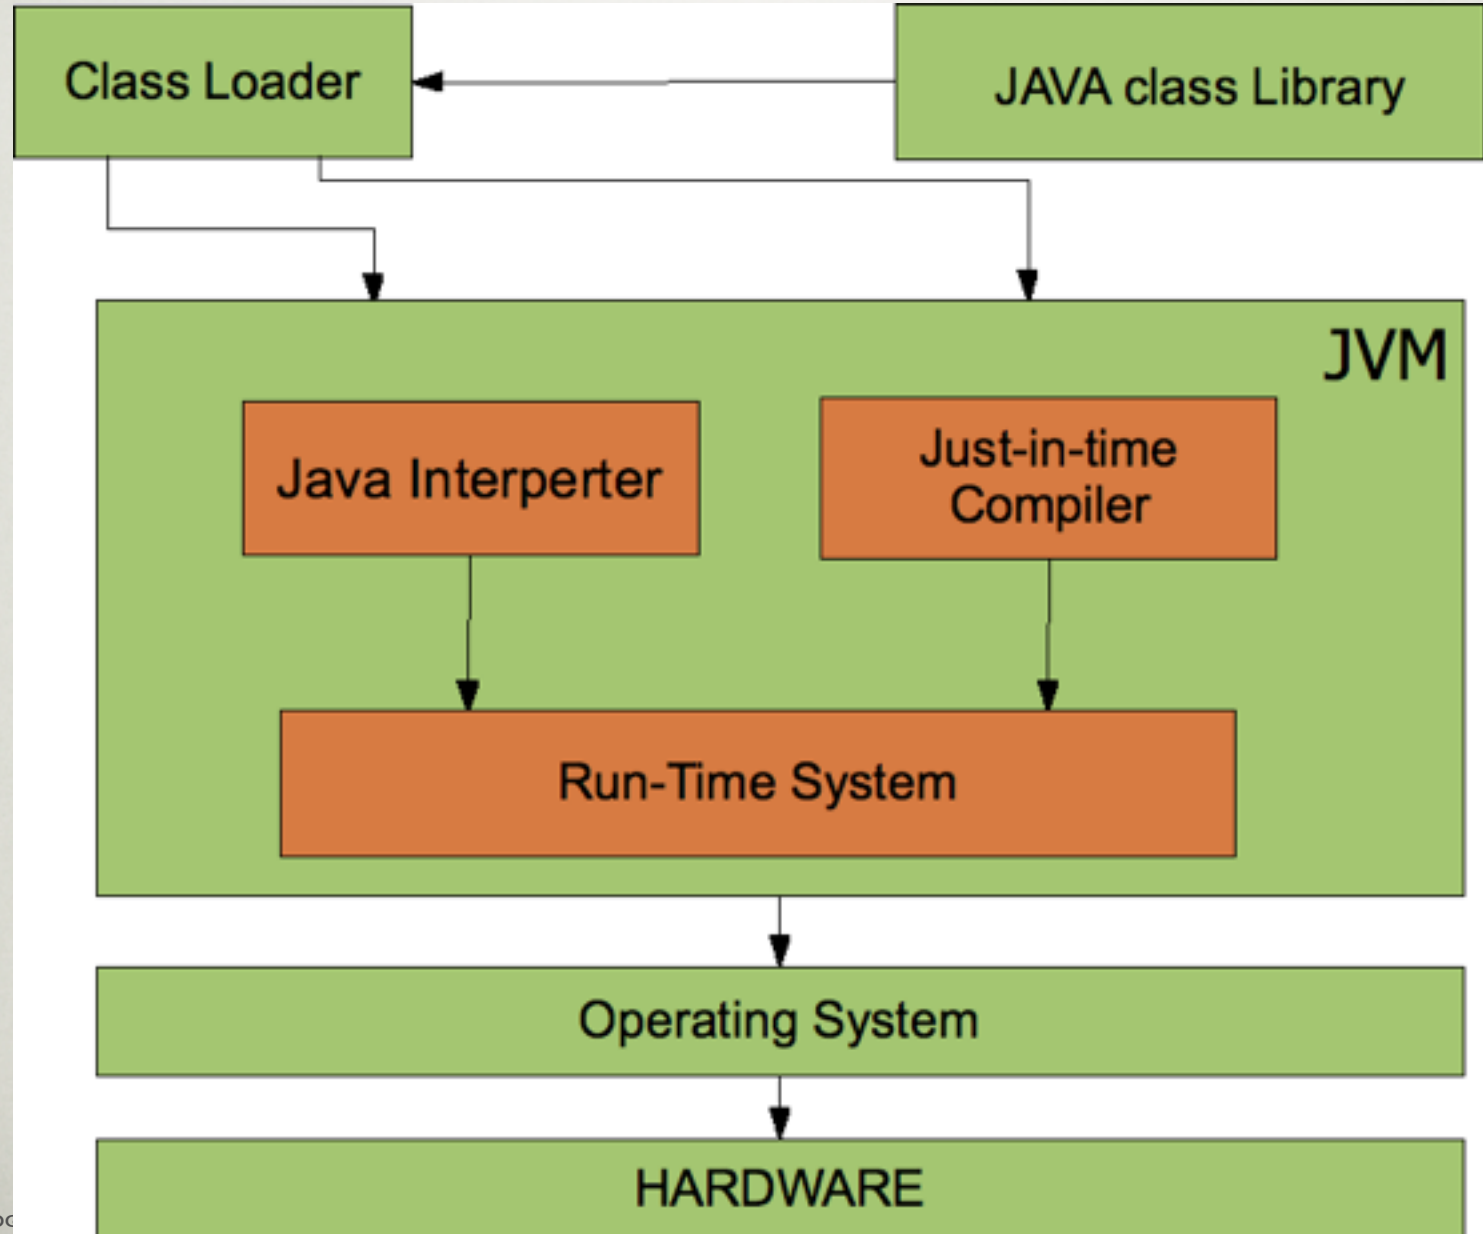 Class Loader
JAVA class Library
JVM
Java Interperter
Just-in-time
Compiler
Run-Time System
Operating System
HARDWARE